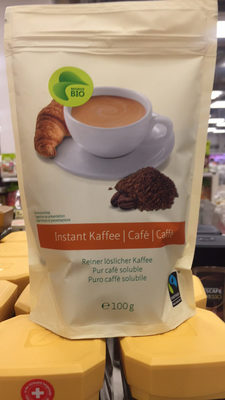 BIO
Instant Kaffee | Café | Caffè
Reiner löslicher Kaffee
Pur café soluble
Puro caffè solubile
℮ 100 g